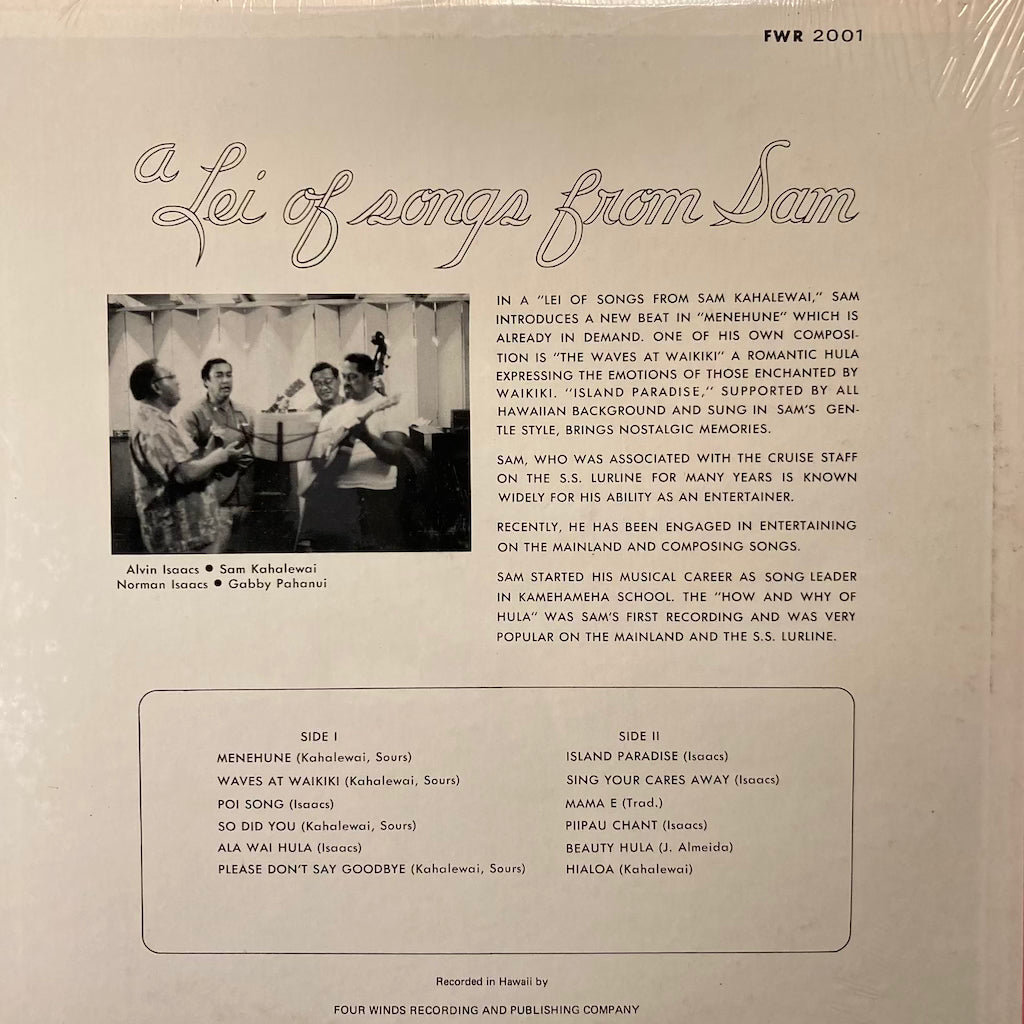 FWR 2001
a Lei of songs from Sam
IN A "LEI OF SONGS FROM SAM KAHALEWAI," SAM
INTRODUCES A NEW BEAT IN "MENEHUNE" WHICH IS
ALREADY IN DEMAND. ONE OF HIS OWN COMPOSI-
TION IS "THE WAVES AT WAIKIKI" A ROMANTIC HULA
EXPRESSING THE EMOTIONS OF THOSE ENCHANTED BY
WAIKIKI. "ISLAND PARADISE," SUPPORTED BY ALL
HAWAIIAN BACKGROUND AND SUNG IN SAM'S GEN-
TLE STYLE, BRINGS NOSTALGIC MEMORIES.
SAM, WHO WAS ASSOCIATED WITH THE CRUISE STAFF
ON THE S.S. LURLINE FOR MANY YEARS IS KNOWN
WIDELY FOR HIS ABILITY AS AN ENTERTAINER.
RECENTLY, HE HAS BEEN ENGAGED IN ENTERTAINING
ON THE MAINLAND AND COMPOSING SONGS.
SAM STARTED HIS MUSICAL CAREER AS SONG LEADER
IN KAMEHAMEHA SCHOOL. THE "HOW AND WHY OF
HULA" WAS SAM'S FIRST RECORDING AND WAS VERY
POPULAR ON THE MAINLAND AND THE S.S. LURLINE.
Alvin Isaacs ● Sam Kahalewai
Norman Isaacs ● Gabby Pahanui
SIDE I
MENEHUNE (Kahalewai, Sours)
WAVES AT WAIKIKI (Kahalewai, Sours)
POI SONG (Isaacs)
SO DID YOU (Kahalewai, Sours)
ALA WAI HULA (Isaacs)
PLEASE DON'T SAY GOODBYE (Kahalewai, Sours)
SIDE II
ISLAND PARADISE (Isaacs)
SING YOUR CARES AWAY (Isaacs)
MAMA E (Trad.)
PIIPAU CHANT (Isaacs)
BEAUTY HULA (J. Almeida)
HIALOA (Kahalewai)
Recorded in Hawaii by
FOUR WINDS RECORDING AND PUBLISHING COMPANY